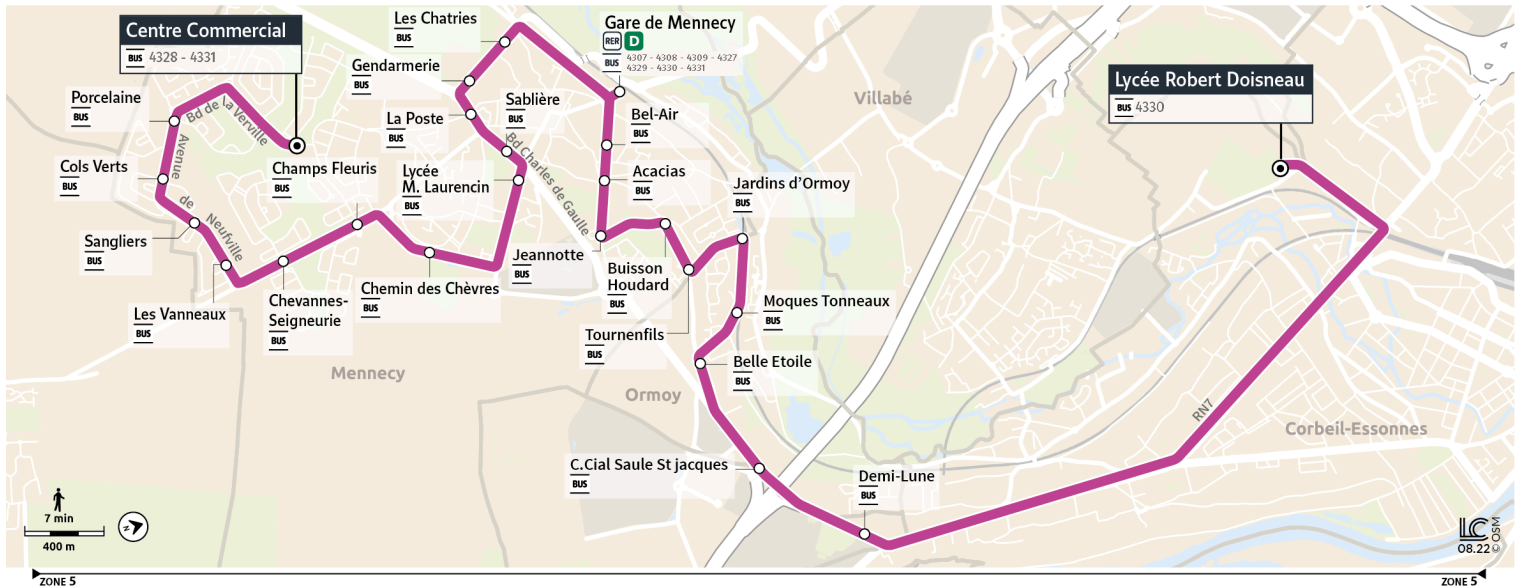 Centre Commercial
BUS 4328 - 4331
Les Chatries
BUS
Gare de Mennecy
RER D
BUS 4307 - 4308 - 4309 - 4327
4329 - 4330 - 4331
Gendarmerie
BUS
Porcelaine
BUS
Bd de la Verville
La Poste
BUS
Sablière
BUS
Bel-Air
BUS
Villabé
Lycée Robert Doisneau
BUS 4330
Avenue
de
Neufville
Cols Verts
BUS
Champs Fleuris
BUS
Lycée
M. Laurencin
BUS
Bd Charles de Gaulle
Acacias
BUS
Jardins d'Ormoy
BUS
Sangliers
BUS
Jeannotte
BUS
Buisson
Houdard
BUS
Les Vanneaux
BUS
Chevannes-
Seigneurie
BUS
Chemin des Chèvres
BUS
Moques Tonneaux
BUS
Tournenfils
BUS
Belle Etoile
BUS
Mennecy
Ormoy
RN7
Corbeil-Essonnes
C.Cial Saule St jacques
BUS
Demi-Lune
BUS
7 min
400 m
N
LC
08.22
© OSM
ZONE 5
ZONE 5